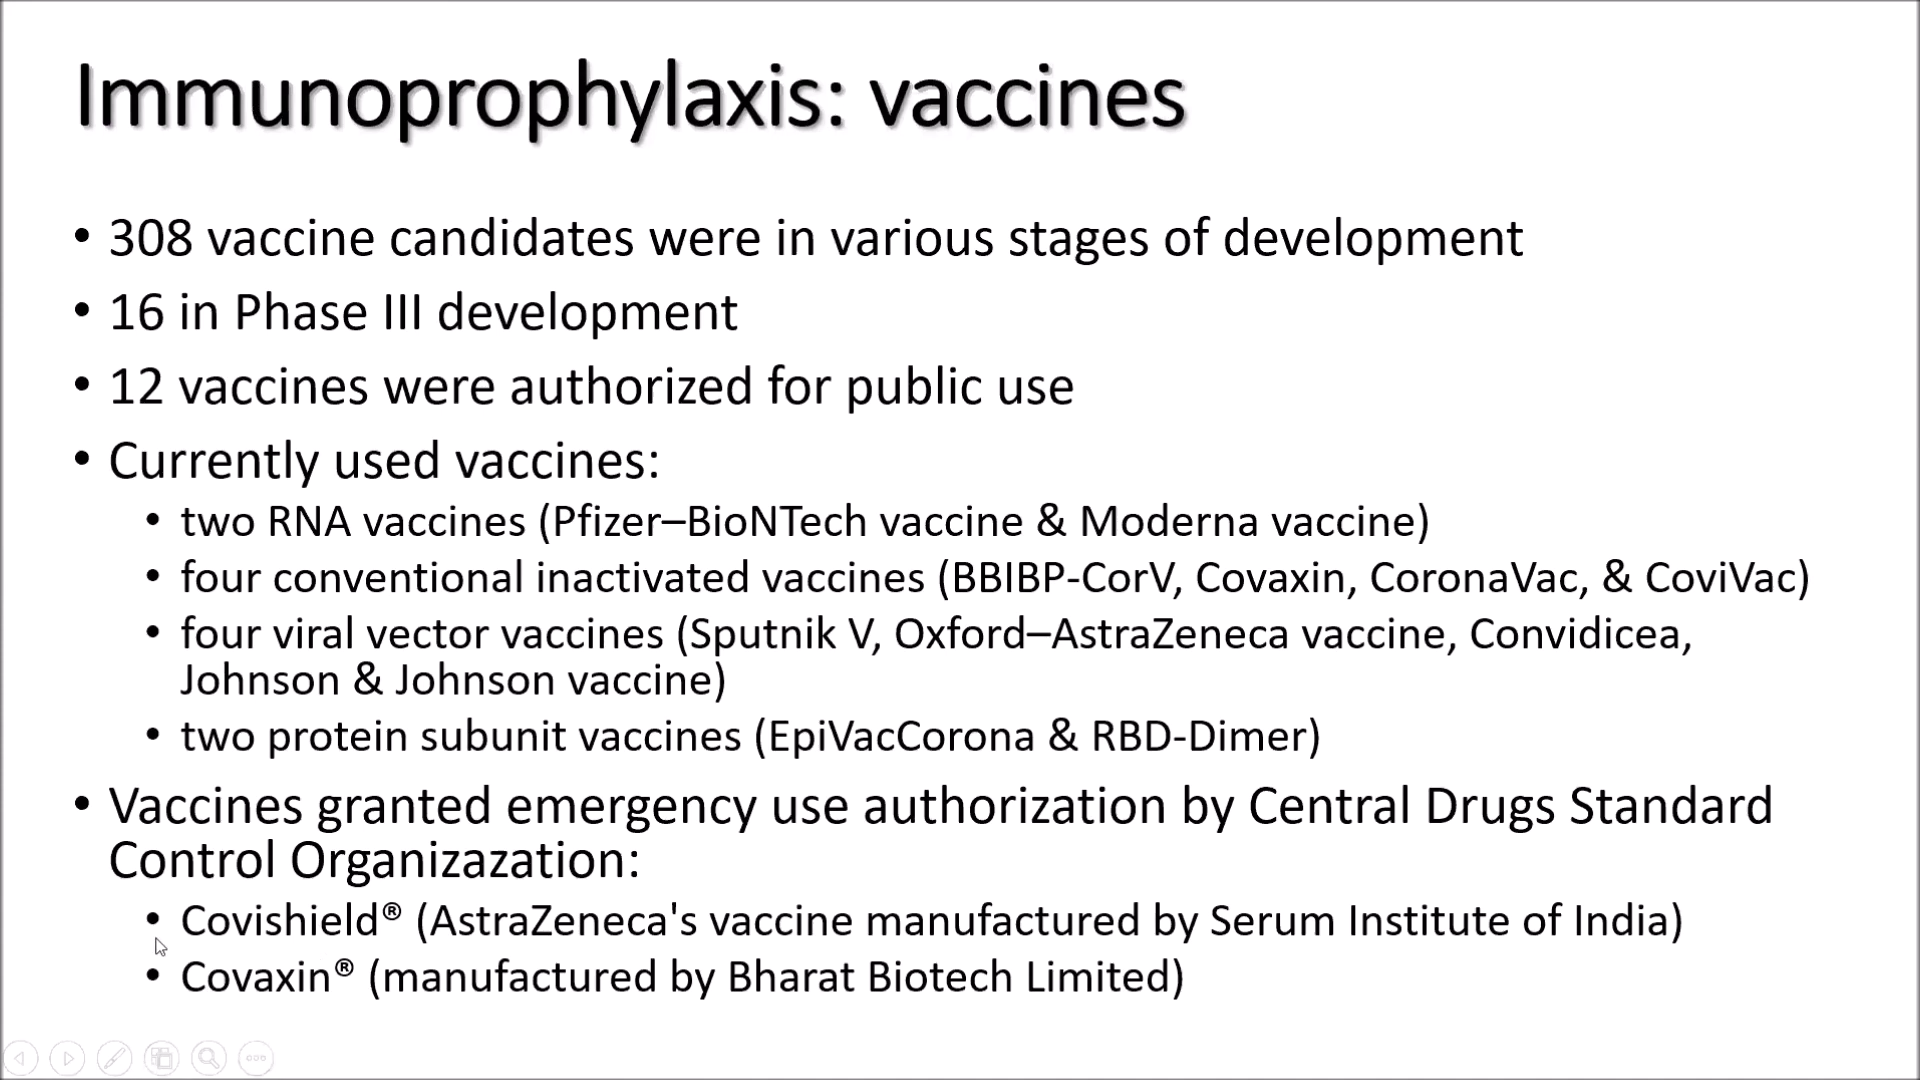 Immunoprophylaxis: vaccines
• 308 vaccine candidates were in various stages of development
• 16 in Phase III development
• 12 vaccines were authorized for public use
• Currently used vaccines:
• two RNA vaccines (Pfizer–BioNTech vaccine & Moderna vaccine)
• four conventional inactivated vaccines (BBIBP-CorV, Covaxin, CoronaVac, & CoviVac)
• four viral vector vaccines (Sputnik V, Oxford–AstraZeneca vaccine, Convidicea,
Johnson & Johnson vaccine)
• two protein subunit vaccines (EpiVacCorona & RBD-Dimer)
• Vaccines granted emergency use authorization by Central Drugs Standard
Control Organizazation:
• Covishield® (AstraZeneca's vaccine manufactured by Serum Institute of India)
• Covaxin® (manufactured by Bharat Biotech Limited)